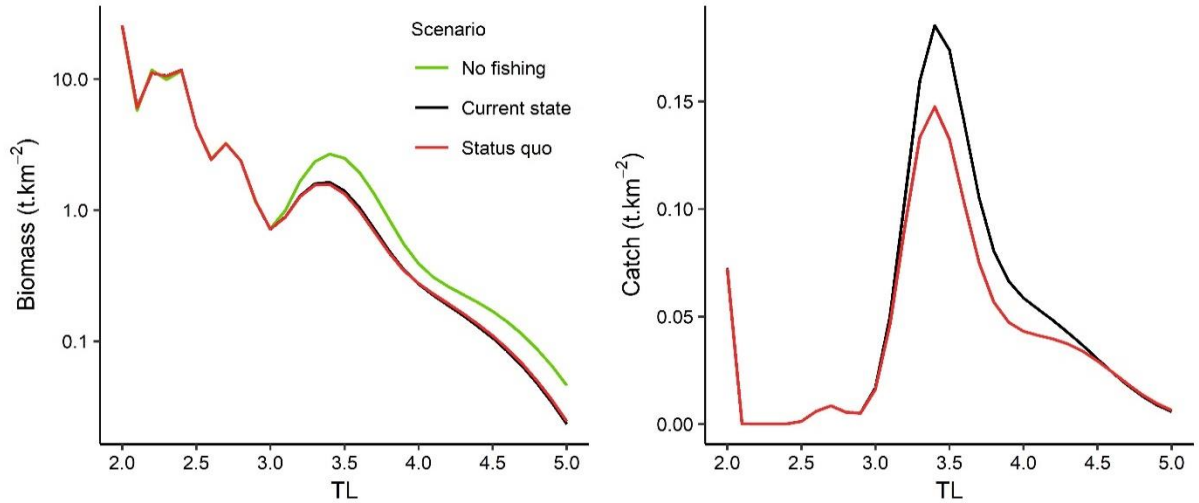 Scenario
No fishing
Current state
Status quo
Biomass (t.km⁻²)
10.0
1.0
0.1
2.0 2.5 3.0 3.5 4.0 4.5 5.0
TL
Catch (t.km⁻²)
0.15
0.10
0.05
0.00
2.0 2.5 3.0 3.5 4.0 4.5 5.0
TL